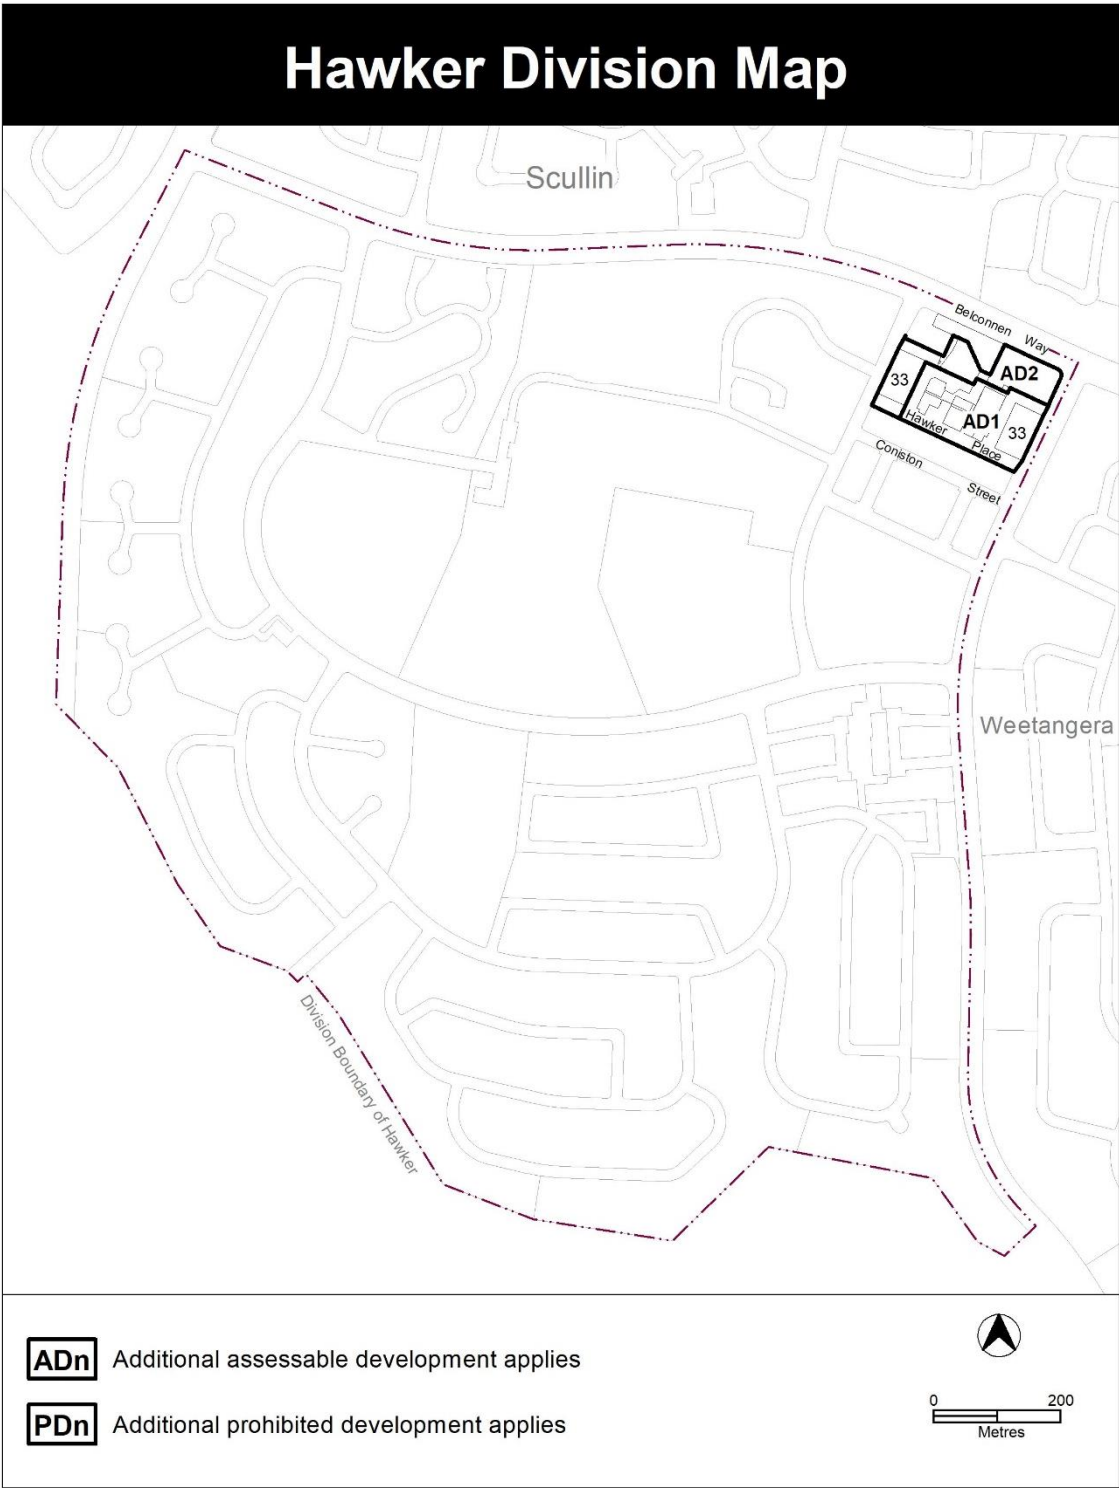 Hawker Division Map
Scullin
Belconnen Way
33
AD2
AD1
33
Hawker Place
Coniston Street
Weetangera
Division Boundary of Hawker
ADn Additional assessable development applies
PDn Additional prohibited development applies
0 200
Metres